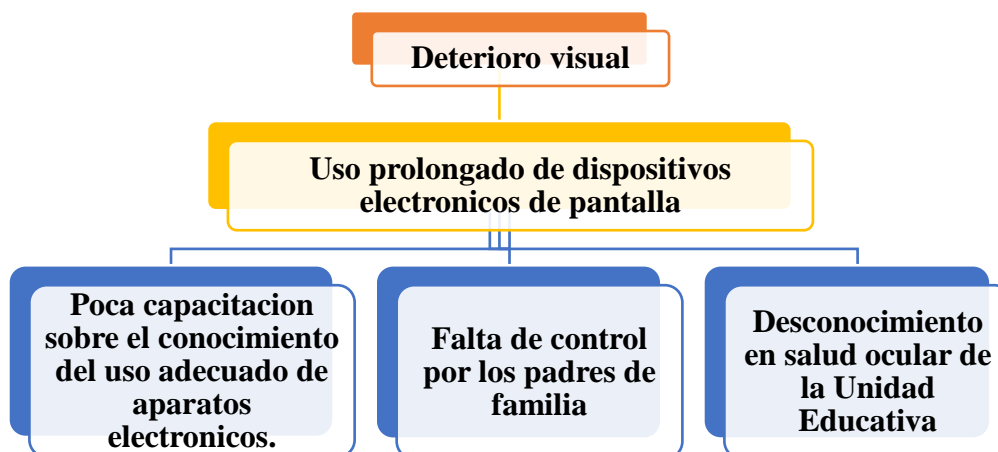 Deterioro visual
Uso prolongado de dispositivos
electronicos de pantalla
Poca capacitacion
sobre el conocimiento
del uso adecuado de
aparatos
electronicos.
Falta de control
por los padres de
familia
Desconocimiento
en salud ocular de
la Unidad
Educativa